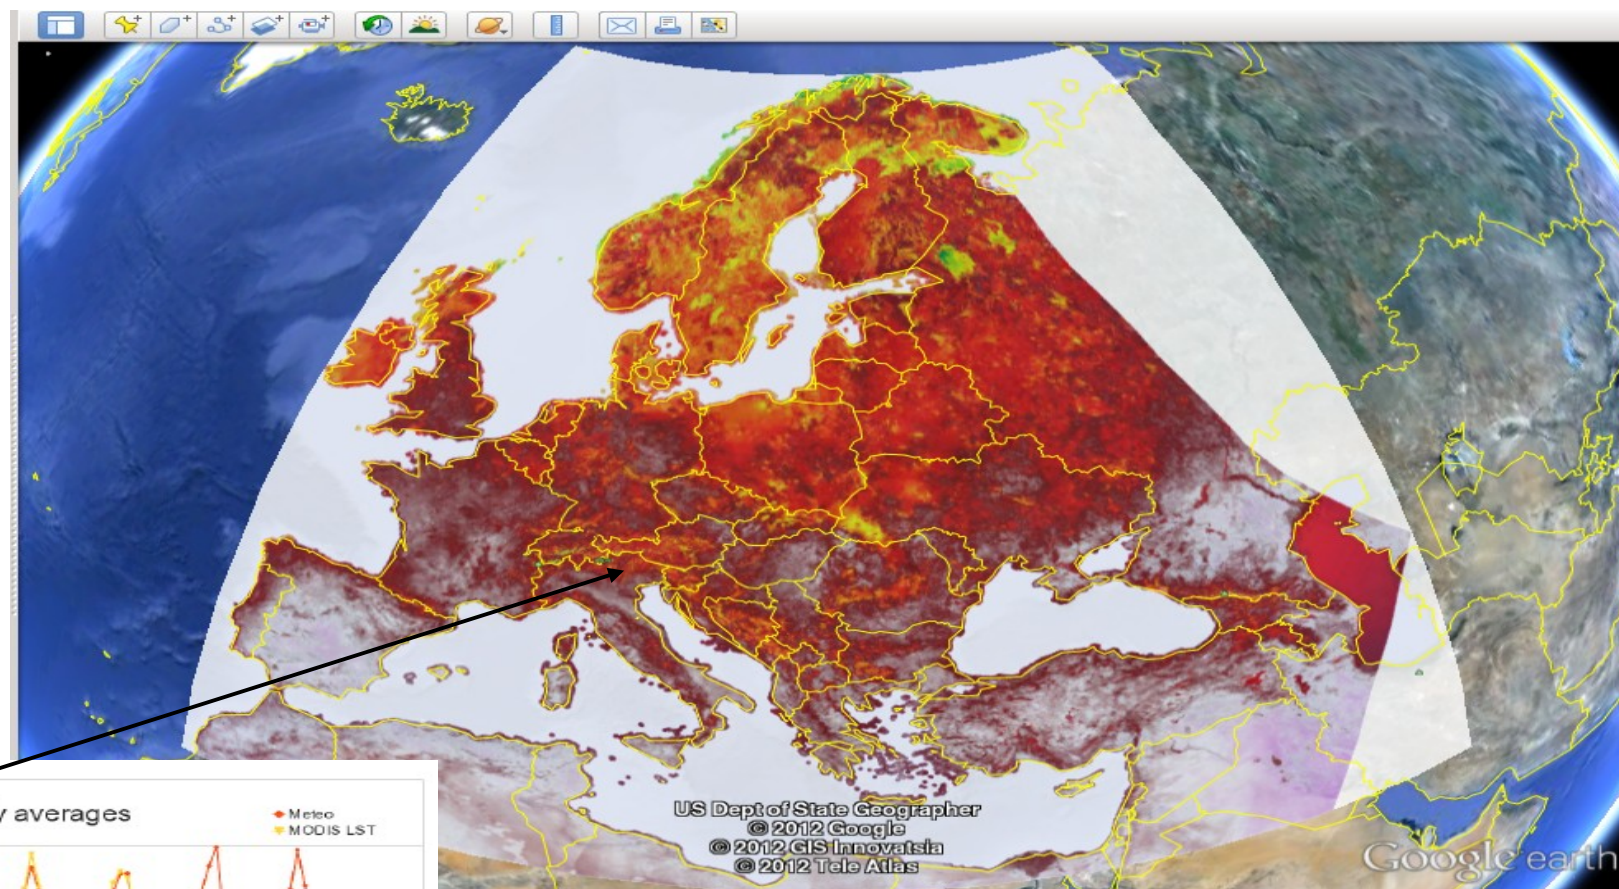 y averages
Meteo
MODIS LST
US Dept of State Geographer
© 2012 Google
© 2012 GIS Innovatsia
© 2012 Tele Atlas
Google earth